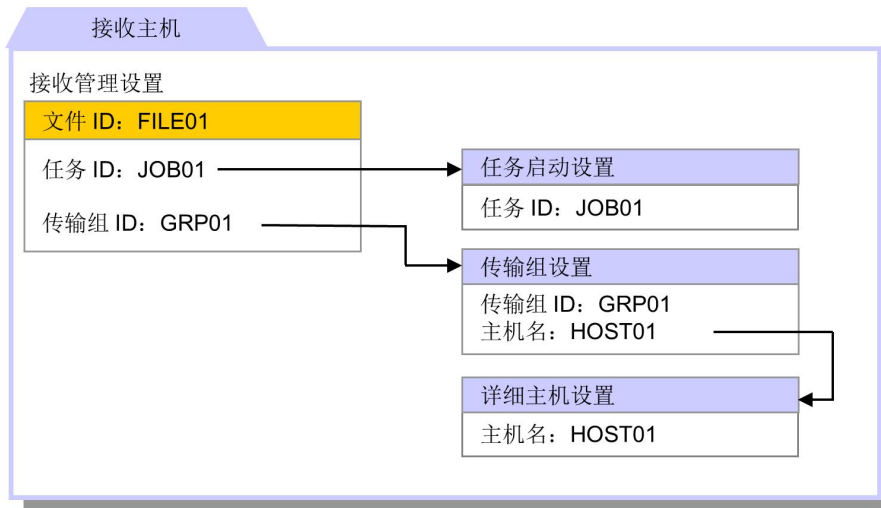 接收主机
接收管理设置
文件 ID：FILE01
任务 ID：JOB01
传输组 ID：GRP01
任务启动设置
任务 ID：JOB01
传输组设置
传输组 ID：GRP01
主机名：HOST01
详细主机设置
主机名：HOST01